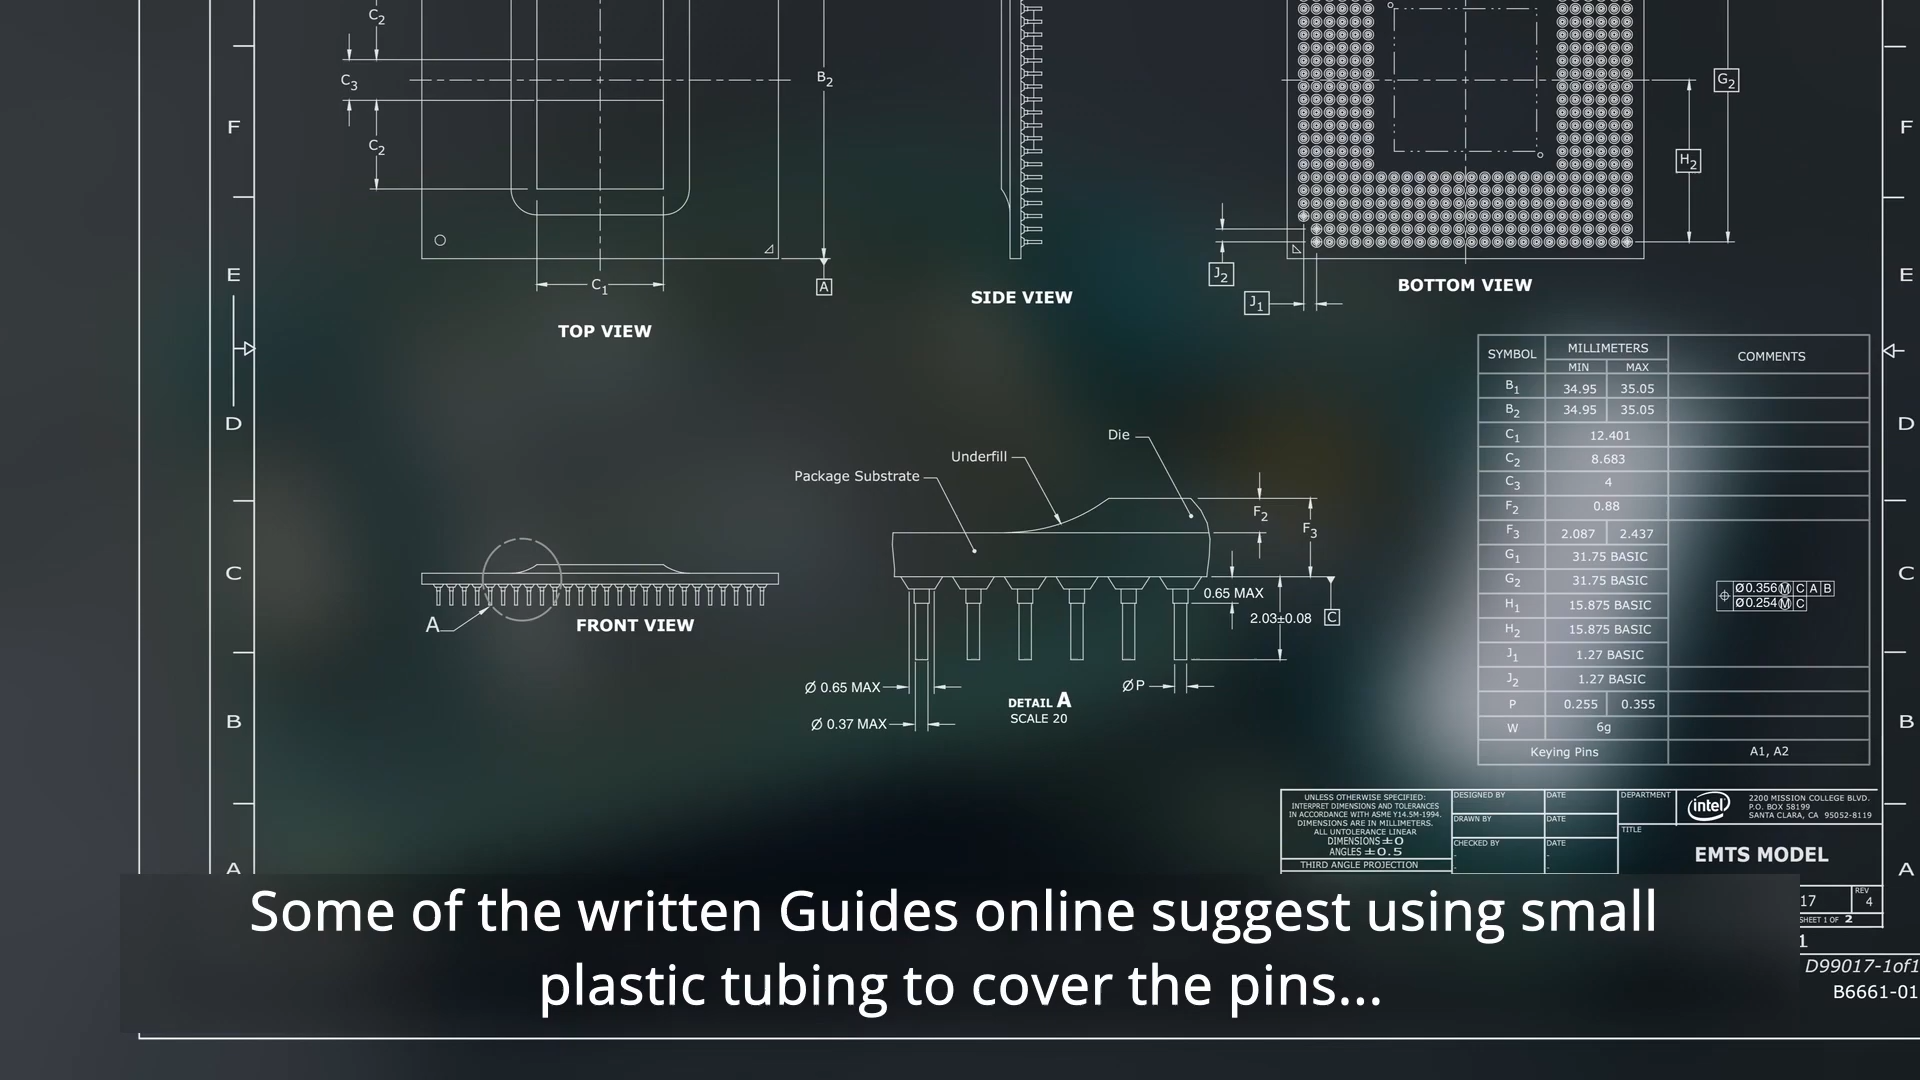 C2
C3
C2
B2
C1
A
TOP VIEW
SIDE VIEW
G2
H2
J2
J1
BOTTOM VIEW
F
E
D
C
B
A
F
E
D
C
B
A
SYMBOL MILLIMETERS COMMENTS
MIN MAX
B1 34.95 35.05
B2 34.95 35.05
C1 12.401
C2 8.683
C3 4
F2 0.88
F3 2.087 2.437
G1 31.75 BASIC
G2 31.75 BASIC
H1 15.875 BASIC
H2 15.875 BASIC
J1 1.27 BASIC
J2 1.27 BASIC
P 0.255 0.355
W 6g
Keying Pins A1, A2
⌖ Ø0.356Ⓜ C A B
Ø0.254Ⓜ C
Die
Underfill
Package Substrate
F2
F3
0.65 MAX
2.03±0.08
C
Ø 0.65 MAX
Ø P
Ø 0.37 MAX
DETAIL A
SCALE 20
A
FRONT VIEW
UNLESS OTHERWISE SPECIFIED:
INTERPRET DIMENSIONS AND TOLERANCES
IN ACCORDANCE WITH ASME Y14.5M-1994.
DIMENSIONS ARE IN MILLIMETERS.
ALL UNTOLERANCE LINEAR
DIMENSIONS ±0
ANGLES ±0.5
THIRD ANGLE PROJECTION
DESIGNED BY DATE
DRAWN BY DATE
CHECKED BY DATE
- -
- -
DEPARTMENT
intel
2200 MISSION COLLEGE BLVD.
P.O. BOX 58199
SANTA CLARA, CA 95052-8119
TITLE
EMTS MODEL
17
REV
4
SHEET 1 OF 2
1
D99017-1of1
B6661-01
Some of the written Guides online suggest using small
plastic tubing to cover the pins...